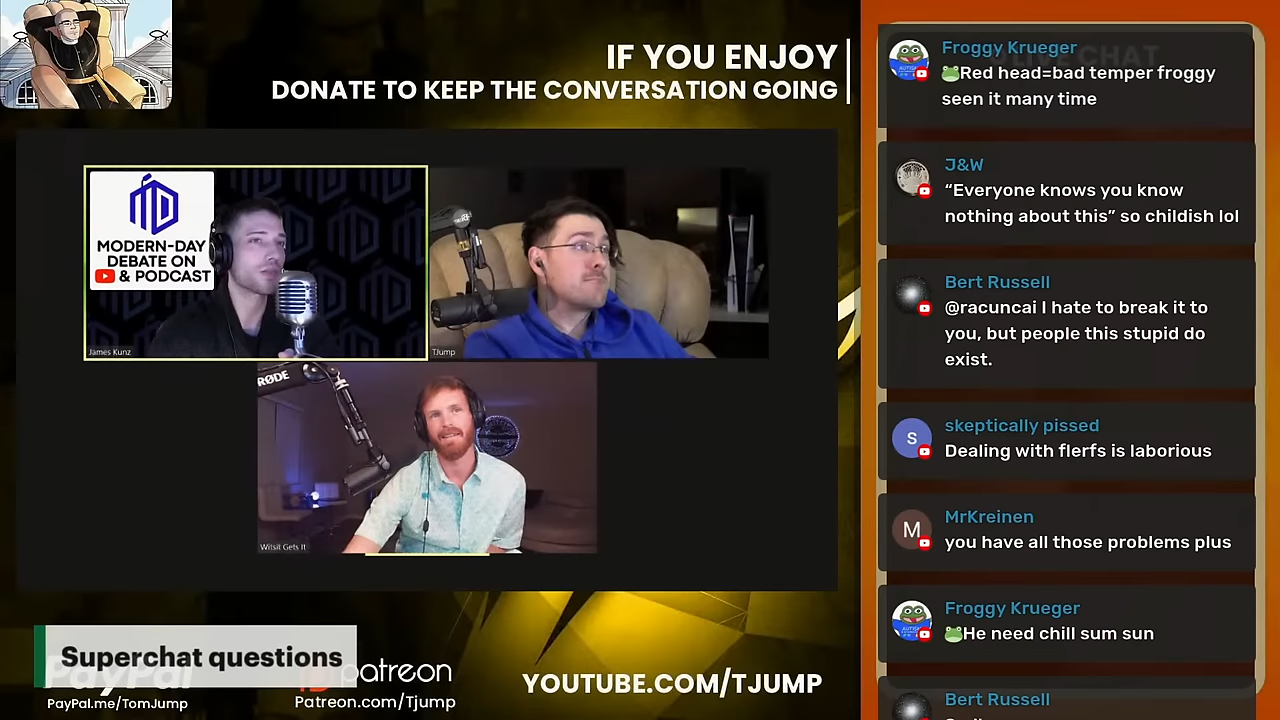 IF YOU ENJOY
DONATE TO KEEP THE CONVERSATION GOING
MODERN-DAY
DEBATE ON
& PODCAST
James Kunz
TJump
RØDE
Witsit Gets It
Superchat questions
PayPal
patreon
PayPal.me/TomJump
Patreon.com/Tjump
YOUTUBE.COM/TJUMP
CHAT
Froggy Krueger
🐸Red head=bad temper froggy
seen it many time
J&W
“Everyone knows you know
nothing about this” so childish lol
Bert Russell
@racuncai I hate to break it to
you, but people this stupid do
exist.
S
skeptically pissed
Dealing with flerfs is laborious
M
MrKreinen
you have all those problems plus
Froggy Krueger
🐸He need chill sum sun
Bert Russell